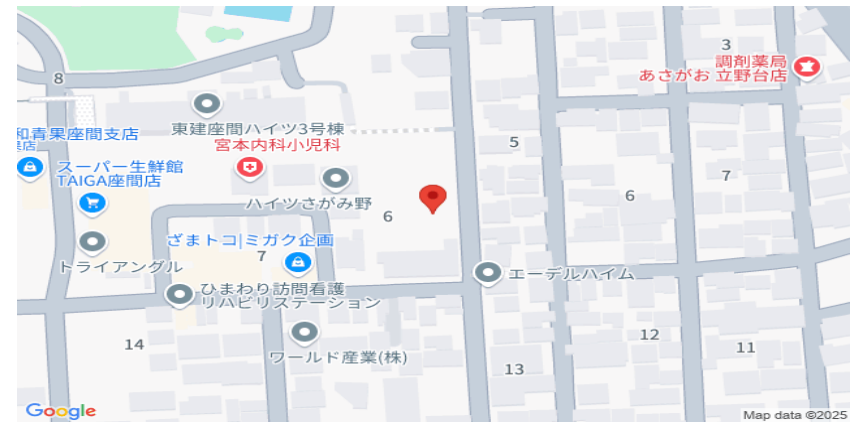 3
調剤薬局
あさがお 立野台店
8
東建座間ハイツ3号棟
和青果座間支店
宮本内科小児科
5
スーパー生鮮館
TAIGA座間店
ハイツさがみ野
6
6
7
ざまトコ|ミガク企画
7
トライアングル
エーデルハイム
ひまわり訪問看護
リハビリステーション
14
ワールド産業(株)
12
11
13
Google
Map data ©2025